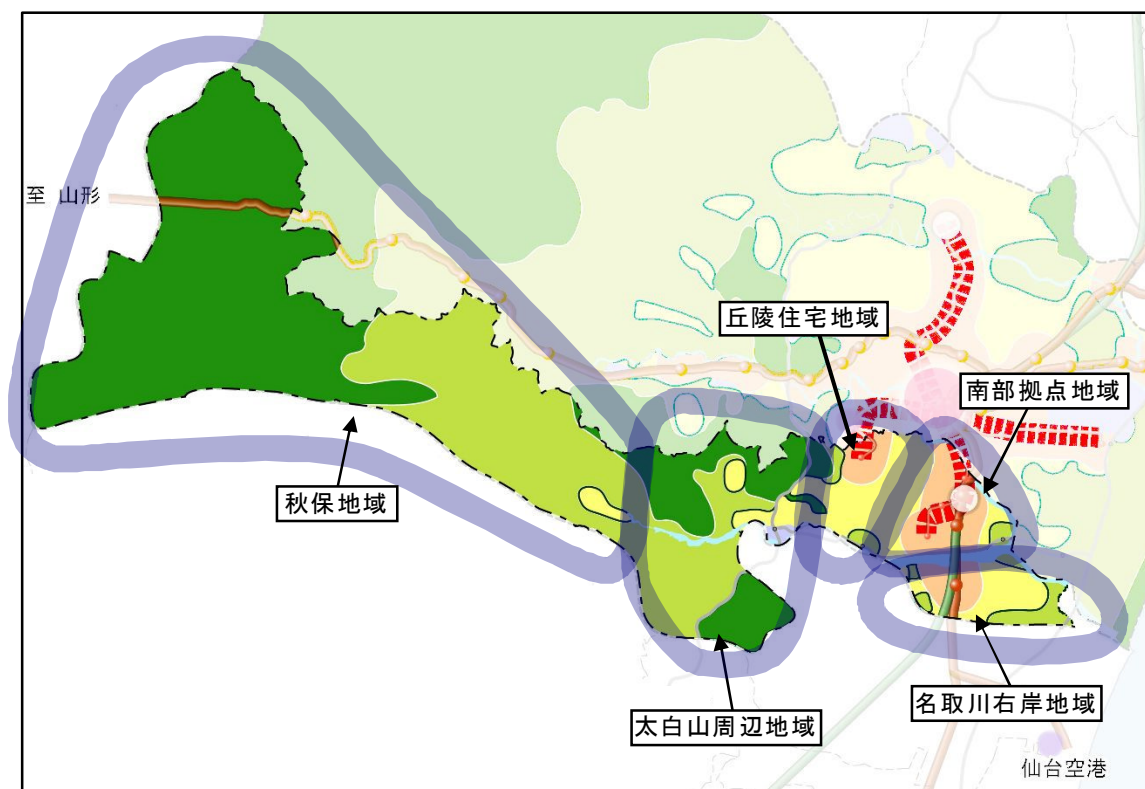 至 山形
丘陵住宅地域
南部拠点地域
秋保地域
太白山周辺地域
名取川右岸地域
仙台空港